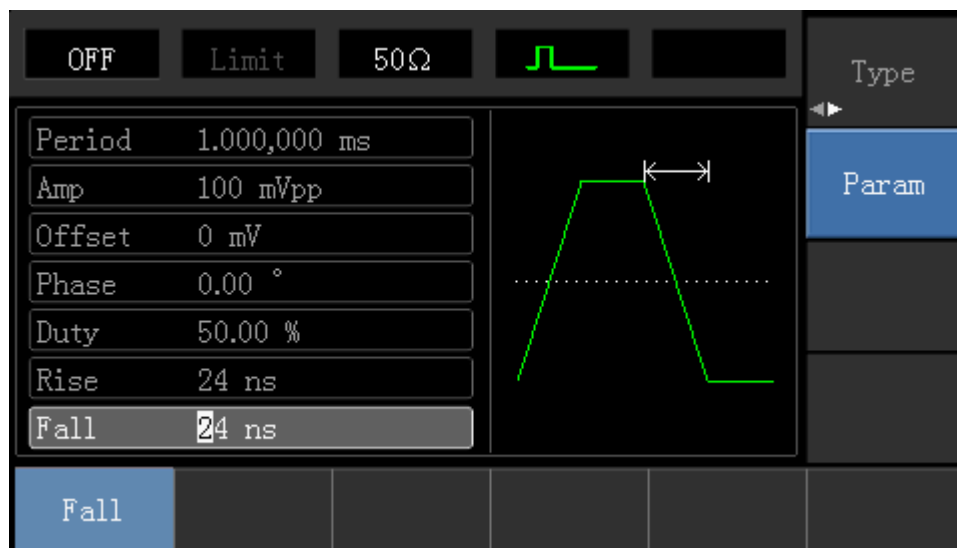 OFF Limit 50Ω
Type
Period 1.000,000 ms
Amp 100 mVpp
Offset 0 mV
Phase 0.00 °
Duty 50.00 %
Rise 24 ns
Fall 24 ns
Param
Fall